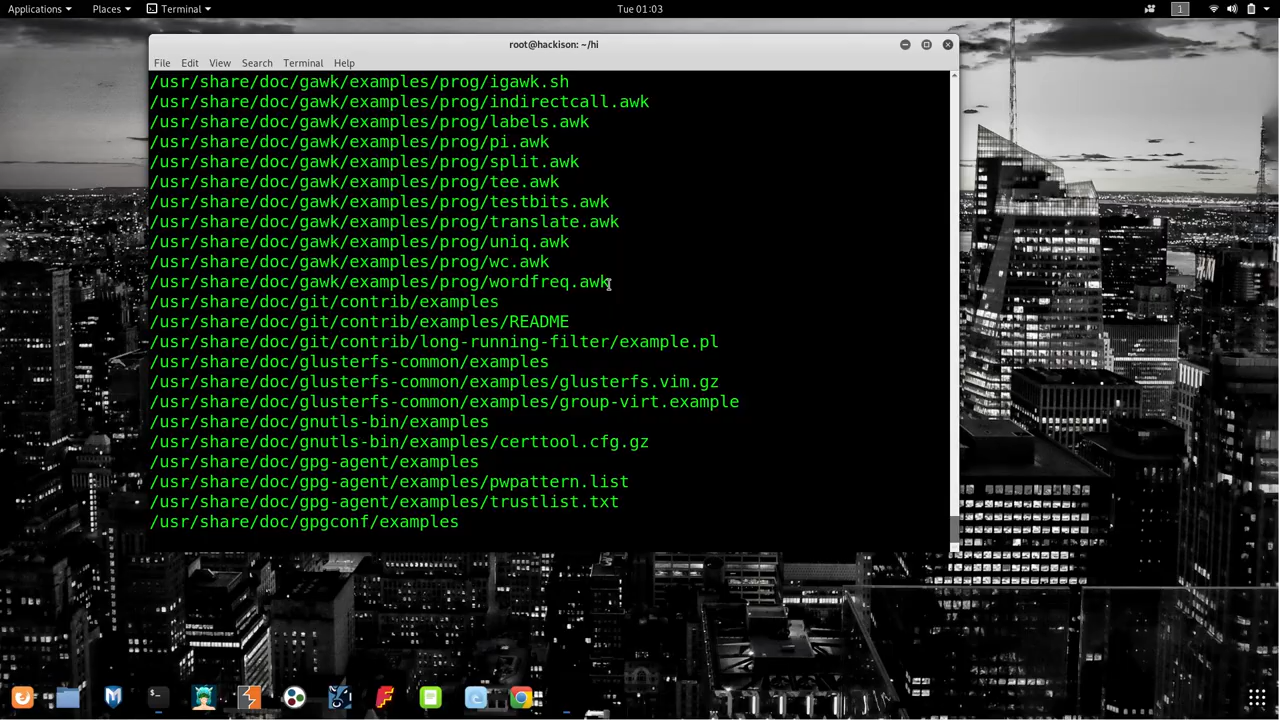 Applications
Places
Terminal
Tue 01:03
1
root@hackison: ~/hi
File Edit View Search Terminal Help
/usr/share/doc/gawk/examples/prog/igawk.sh
/usr/share/doc/gawk/examples/prog/indirectcall.awk
/usr/share/doc/gawk/examples/prog/labels.awk
/usr/share/doc/gawk/examples/prog/pi.awk
/usr/share/doc/gawk/examples/prog/split.awk
/usr/share/doc/gawk/examples/prog/tee.awk
/usr/share/doc/gawk/examples/prog/testbits.awk
/usr/share/doc/gawk/examples/prog/translate.awk
/usr/share/doc/gawk/examples/prog/uniq.awk
/usr/share/doc/gawk/examples/prog/wc.awk
/usr/share/doc/gawk/examples/prog/wordfreq.awk
/usr/share/doc/git/contrib/examples
/usr/share/doc/git/contrib/examples/README
/usr/share/doc/git/contrib/long-running-filter/example.pl
/usr/share/doc/glusterfs-common/examples
/usr/share/doc/glusterfs-common/examples/glusterfs.vim.gz
/usr/share/doc/glusterfs-common/examples/group-virt.example
/usr/share/doc/gnutls-bin/examples
/usr/share/doc/gnutls-bin/examples/certtool.cfg.gz
/usr/share/doc/gpg-agent/examples
/usr/share/doc/gpg-agent/examples/pwpattern.list
/usr/share/doc/gpg-agent/examples/trustlist.txt
/usr/share/doc/gpgconf/examples